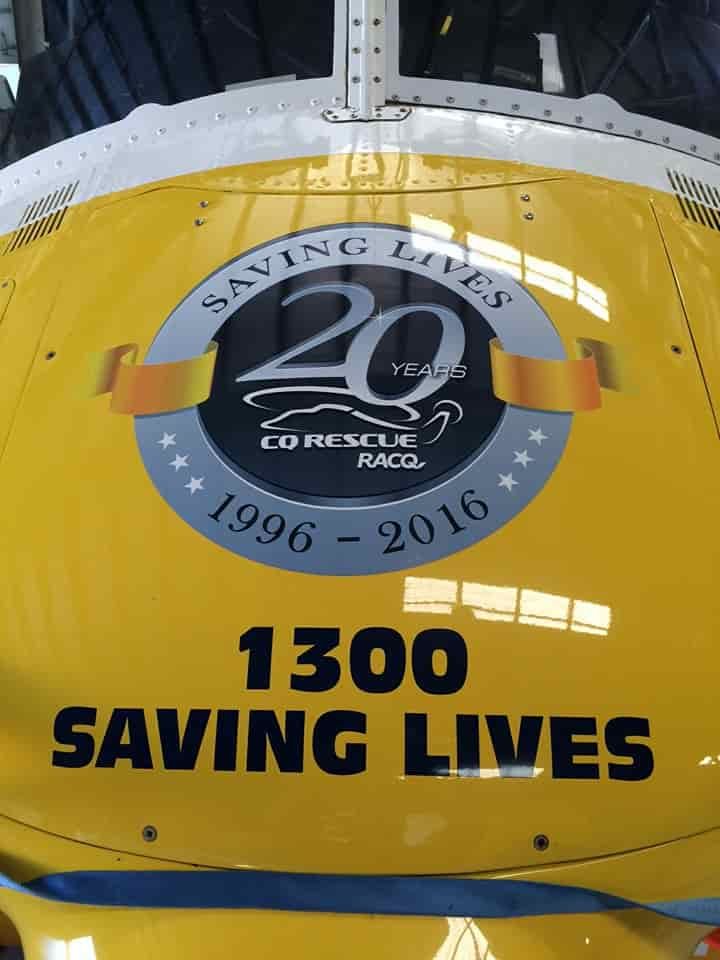 SAVING LIVES
20
YEARS
CQ RESCUE
RACQ
1996 - 2016
1300
SAVING LIVES